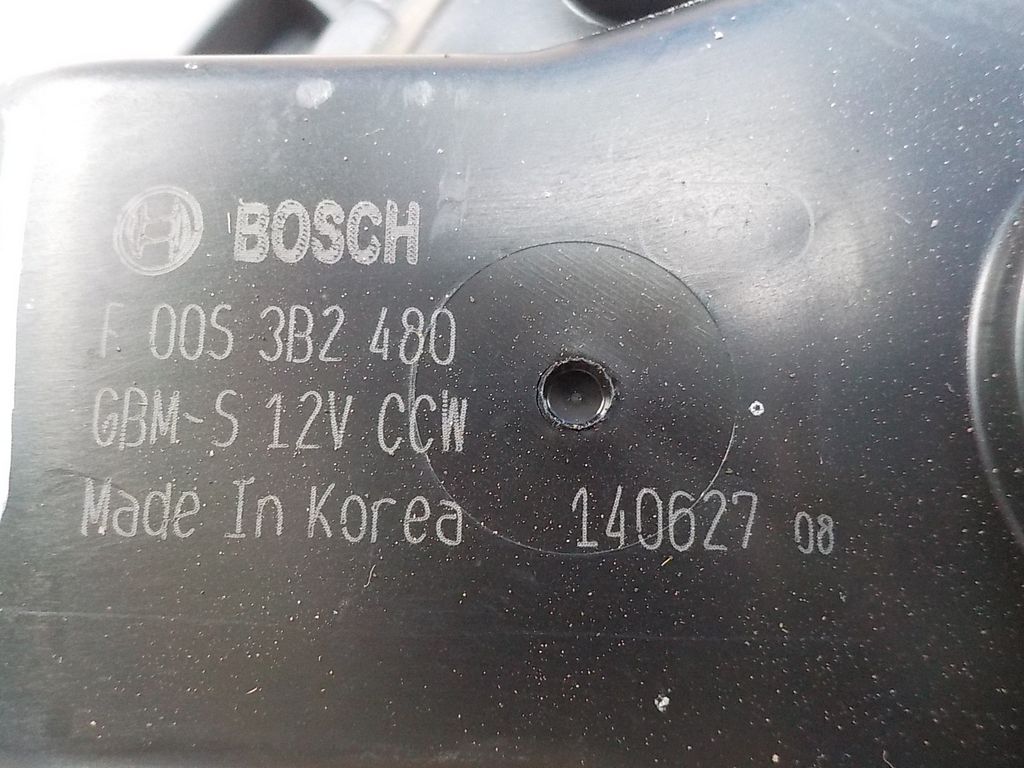 BOSCH
F 00S 3B2 480
GBM-S 12V CCW
Made In Korea 140627 08